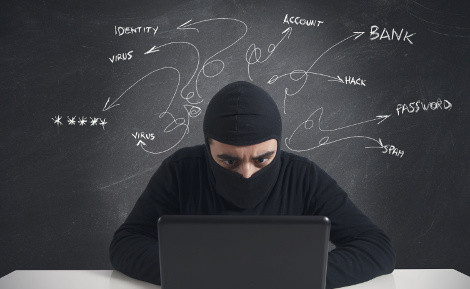 IDENTITY
ACCOUNT
BANK
VIRUS
HACK
PASSWORD
*****
VIRUS
SPAM